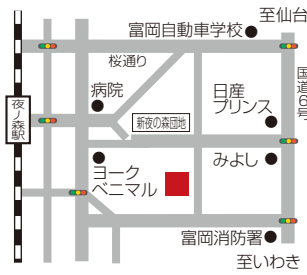 至仙台
富岡自動車学校
桜通り
国道6号
病院
日産
プリンス
夜ノ森駅
新夜の森団地
ヨーク
ベニマル
みよし
富岡消防署
至いわき